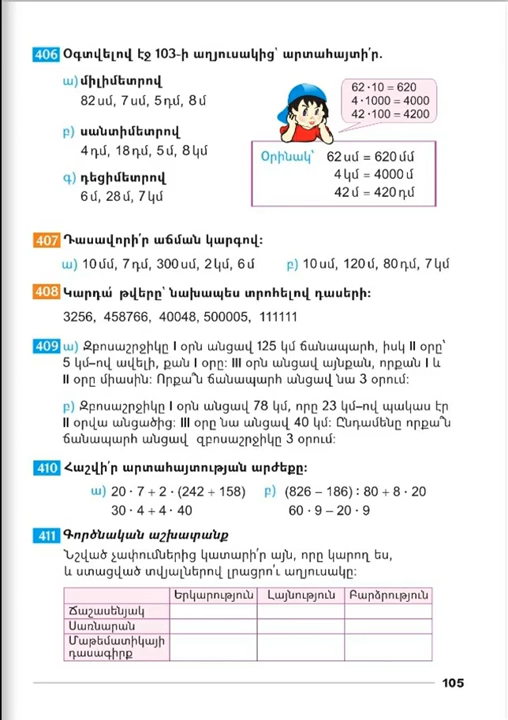 406 Օգտվելով էջ 103-ի աղյուսակից՝ արտահայտի՛ր.
ա) միլիմետրով
82 սմ, 7 սմ, 5 դմ, 8 մ
բ) սանտիմետրով
4 դմ, 18 դմ, 5 մ, 8 կմ
գ) դեցիմետրով
6 մ, 28 մ, 7 կմ
62 · 10 = 620
4 · 1000 = 4000
42 · 100 = 4200
Օրինակ՝ 62 սմ = 620 մմ
4 կմ = 4000 մ
42 մ = 420 դմ
407 Դասավորի՛ր աճման կարգով:
ա) 10 մմ, 7 դմ, 300 սմ, 2 կմ, 6 մ բ) 10 սմ, 120 մ, 80 դմ, 7 կմ
408 Կարդա՛ թվերը՝ նախապես տրոհելով դասերի:
3256, 458766, 40048, 500005, 111111
409 ա) Զբոսաշրջիկը I օրն անցավ 125 կմ ճանապարհ, իսկ II օրը՝
5 կմ–ով ավելի, քան I օրը: III օրն անցավ այնքան, որքան I և
II օրը միասին: Որքա՞ն ճանապարհ անցավ նա 3 օրում:
բ) Զբոսաշրջիկը I օրն անցավ 78 կմ, որը 23 կմ–ով պակաս էր
II օրվա անցածից: III օրը նա անցավ 40 կմ: Ընդամենը որքա՞ն
ճանապարհ անցավ զբոսաշրջիկը 3 օրում:
410 Հաշվի՛ր արտահայտության արժեքը:
ա) 20 · 7 + 2 · (242 + 158) բ) (826 – 186) : 80 + 8 · 20
30 · 4 + 4 · 40 60 · 9 – 20 · 9
411 Գործնական աշխատանք
Նշված չափումներից կատարի՛ր այն, որը կարող ես,
և ստացված տվյալներով լրացրո՛ւ աղյուսակը:
Երկարություն Լայնություն Բարձրություն
Ճաշասենյակ
Սառնարան
Մաթեմատիկայի
դասագիրք
105